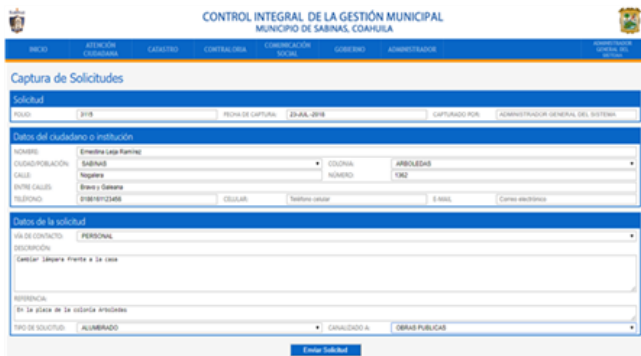 CONTROL INTEGRAL DE LA GESTIÓN MUNICIPAL
MUNICIPIO DE SABINAS, COAHUILA
INICIO ATENCIÓN CIUDADANA CATASTRO CONTRALORIA COMUNICACIÓN SOCIAL GOBIERNO ADMINISTRADOR ADMINISTRADOR GENERAL DEL SISTEMA
Captura de Solicitudes
Solicitud
FOLIO: 3115 FECHA DE CAPTURA: 23-JUL.-2018 CAPTURADO POR: ADMINISTRADOR GENERAL DEL SISTEMA
Datos del ciudadano o institución
NOMBRE: Ernestina Leija Ramírez
CIUDAD/POBLACIÓN: SABINAS COLONIA: ARBOLEDAS
CALLE: Nogalera NÚMERO: 1362
ENTRE CALLES: Bravo y Galeana
TELÉFONO: CELULAR: Teléfono celular E-MAIL: Correo electrónico
Datos de la solicitud
VÍA DE CONTACTO: PERSONAL
DESCRIPCIÓN:
Cambiar lámpara frente a la casa
REFERENCIA:
En la plaza de la colonia Arboledas
TIPO DE SOLICITUD: ALUMBRADO CANALIZADO A: OBRAS PUBLICAS
Enviar Solicitud